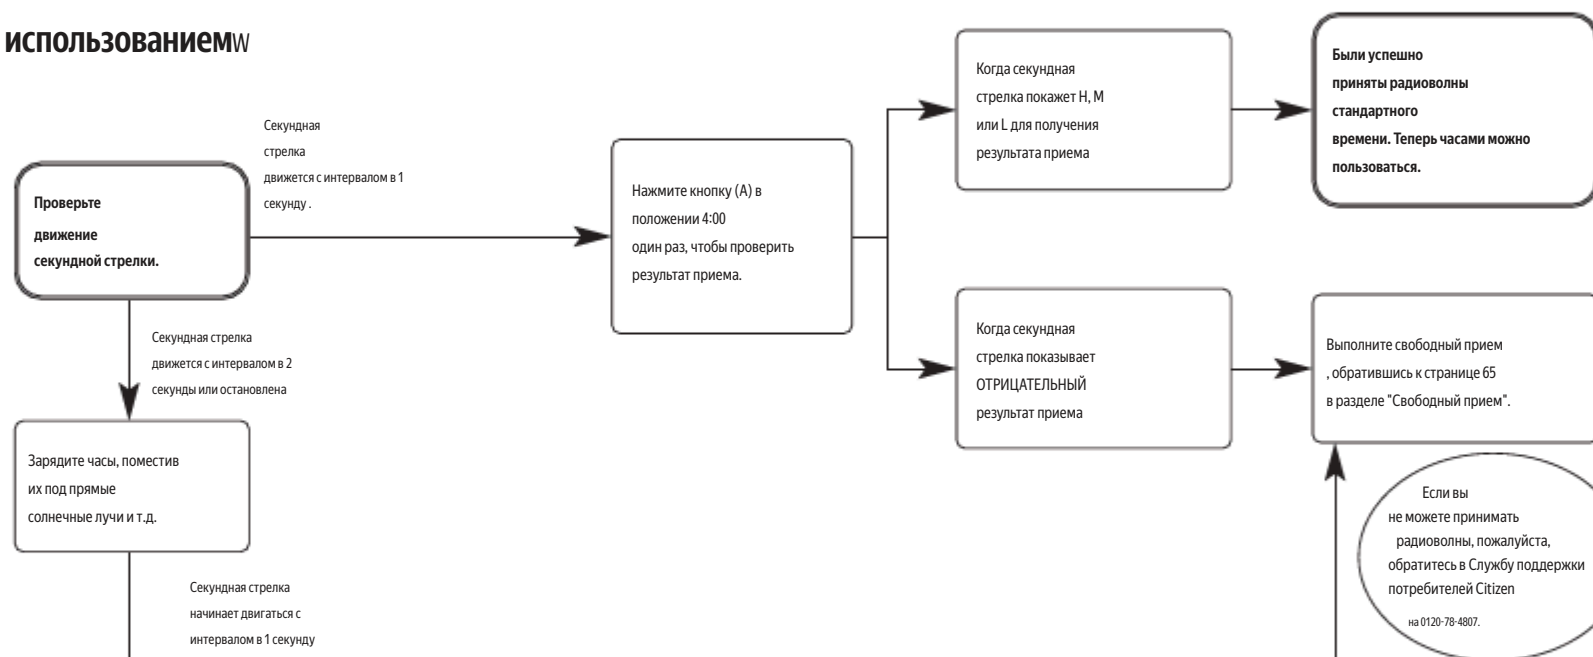 использованиемw
Проверьте
движение
секундной стрелки.
Секундная
стрелка
движется с интервалом в 1
секунду .
Нажмите кнопку (А) в
положении 4:00
один раз, чтобы проверить
результат приема.
Когда секундная
стрелка покажет H, M
или L для получения
результата приема
Были успешно
приняты радиоволны
стандартного
времени. Теперь часами можно
пользоваться.
Секундная стрелка
движется с интервалом в 2
секунды или остановлена
Когда секундная
стрелка показывает
ОТРИЦАТЕЛЬНЫЙ
результат приема
Выполните свободный прием
, обратившись к странице 65
в разделе "Свободный прием".
Зарядите часы, поместив
их под прямые
солнечные лучи и т.д.
Секундная стрелка
начинает двигаться с
интервалом в 1 секунду
Если вы
не можете принимать
радиоволны, пожалуйста,
обратитесь в Службу поддержки
потребителей Citizen
на 0120-78-4807.